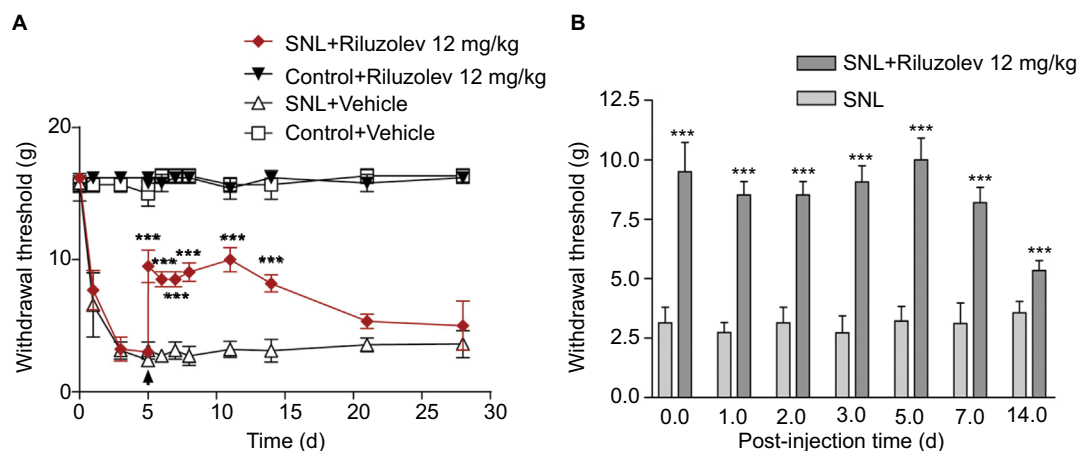 A
SNL+Riluzolev 12 mg/kg
Control+Riluzolev 12 mg/kg
SNL+Vehicle
Control+Vehicle
Withdrawal threshold (g)
20
10
0
***
***
***
***
***
***
0 5 10 15 20 25 30
Time (d)
B
SNL+Riluzolev 12 mg/kg
SNL
Withdrawal threshold (g)
12.5
10.0
7.5
5.0
2.5
0.0
***
***
***
***
***
***
***
0.0 1.0 2.0 3.0 5.0 7.0 14.0
Post-injection time (d)